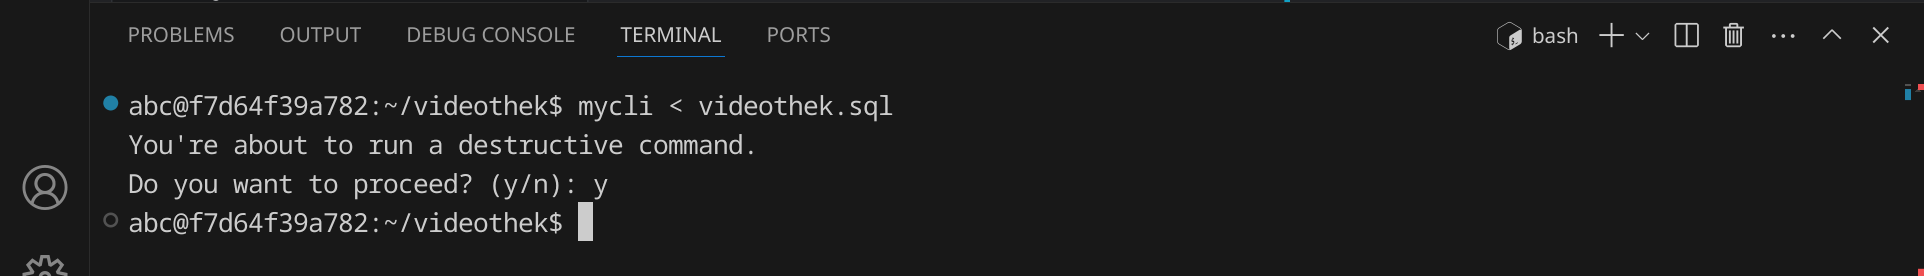 PROBLEMS OUTPUT DEBUG CONSOLE TERMINAL PORTS bash
abc@f7d64f39a782:~/videothek$ mycli < videothek.sql
You're about to run a destructive command.
Do you want to proceed? (y/n): y
abc@f7d64f39a782:~/videothek$